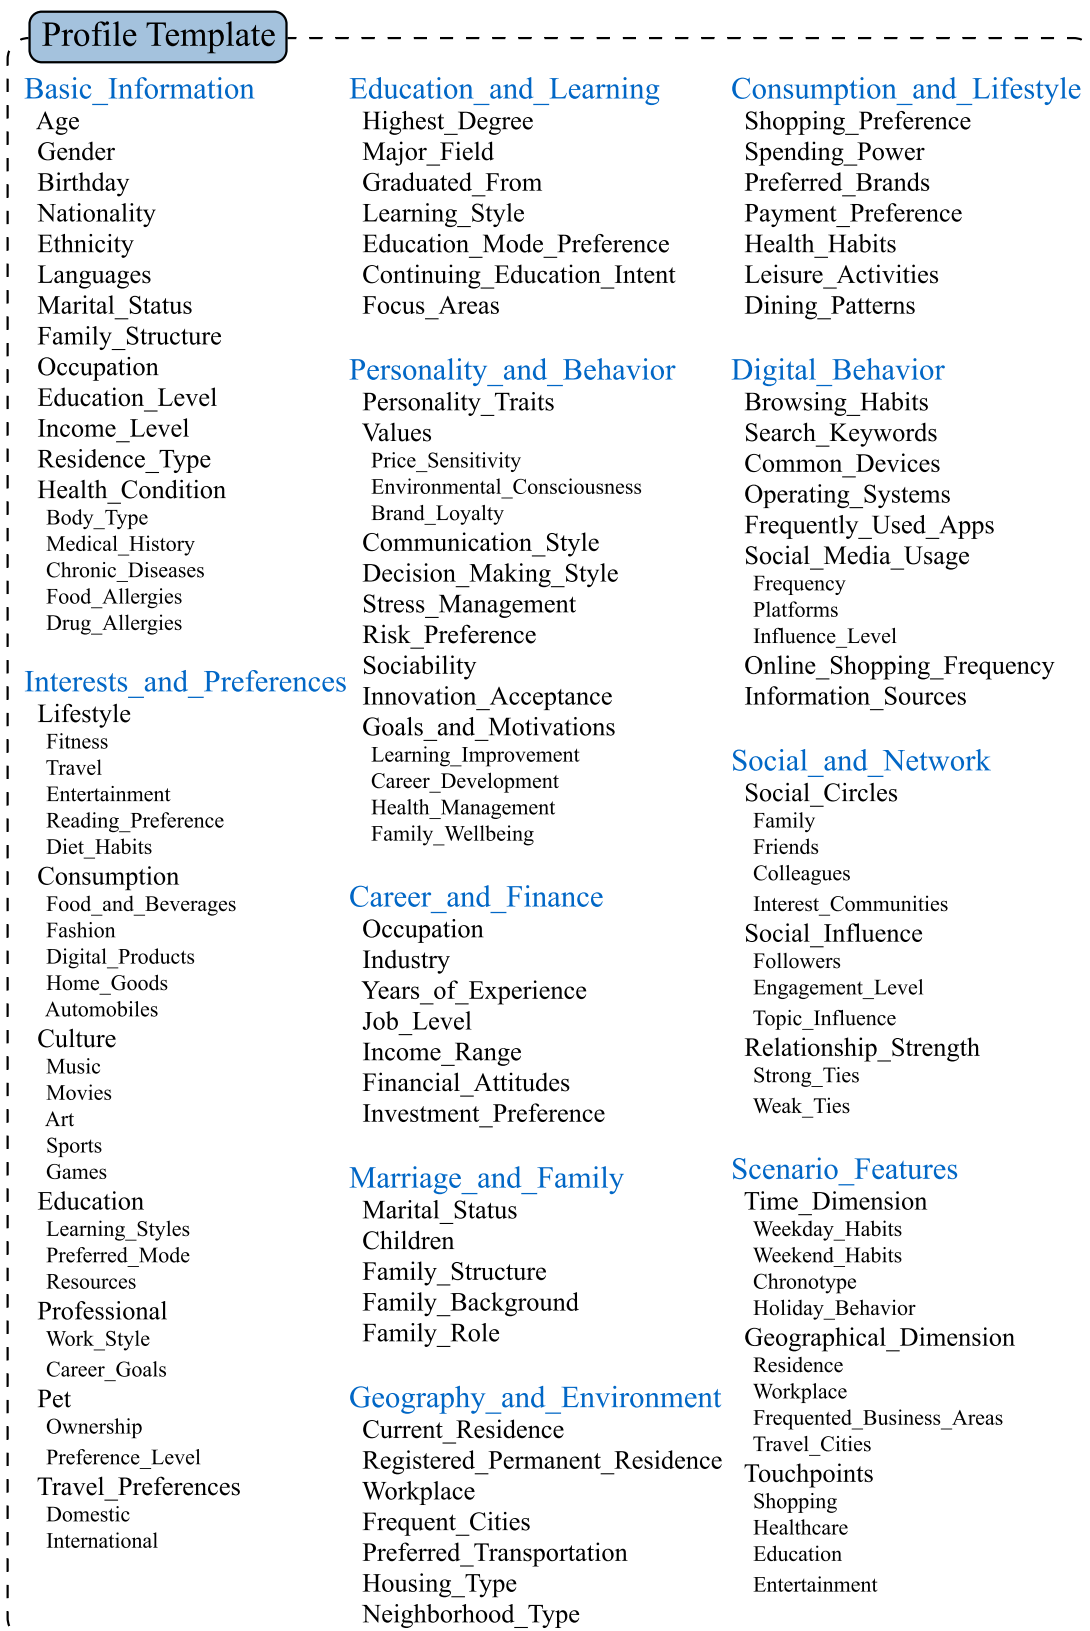 Profile Template
Basic_Information
Age
Gender
Birthday
Nationality
Ethnicity
Languages
Marital_Status
Family_Structure
Occupation
Education_Level
Income_Level
Residence_Type
Health_Condition
Body_Type
Medical_History
Chronic_Diseases
Food_Allergies
Drug_Allergies
Interests_and_Preferences
Lifestyle
Fitness
Travel
Entertainment
Reading_Preference
Diet_Habits
Consumption
Food_and_Beverages
Fashion
Digital_Products
Home_Goods
Automobiles
Culture
Music
Movies
Art
Sports
Games
Education
Learning_Styles
Preferred_Mode
Resources
Professional
Work_Style
Career_Goals
Pet
Ownership
Preference_Level
Travel_Preferences
Domestic
International
Education_and_Learning
Highest_Degree
Major_Field
Graduated_From
Learning_Style
Education_Mode_Preference
Continuing_Education_Intent
Focus_Areas
Personality_and_Behavior
Personality_Traits
Values
Price_Sensitivity
Environmental_Consciousness
Brand_Loyalty
Communication_Style
Decision_Making_Style
Stress_Management
Risk_Preference
Sociability
Innovation_Acceptance
Goals_and_Motivations
Learning_Improvement
Career_Development
Health_Management
Family_Wellbeing
Career_and_Finance
Occupation
Industry
Years_of_Experience
Job_Level
Income_Range
Financial_Attitudes
Investment_Preference
Marriage_and_Family
Marital_Status
Children
Family_Structure
Family_Background
Family_Role
Geography_and_Environment
Current_Residence
Registered_Permanent_Residence
Workplace
Frequent_Cities
Preferred_Transportation
Housing_Type
Neighborhood_Type
Consumption_and_Lifestyle
Shopping_Preference
Spending_Power
Preferred_Brands
Payment_Preference
Health_Habits
Leisure_Activities
Dining_Patterns
Digital_Behavior
Browsing_Habits
Search_Keywords
Common_Devices
Operating_Systems
Frequently_Used_Apps
Social_Media_Usage
Frequency
Platforms
Influence_Level
Online_Shopping_Frequency
Information_Sources
Social_and_Network
Social_Circles
Family
Friends
Colleagues
Interest_Communities
Social_Influence
Followers
Engagement_Level
Topic_Influence
Relationship_Strength
Strong_Ties
Weak_Ties
Scenario_Features
Time_Dimension
Weekday_Habits
Weekend_Habits
Chronotype
Holiday_Behavior
Geographical_Dimension
Residence
Workplace
Frequented_Business_Areas
Travel_Cities
Touchpoints
Shopping
Healthcare
Education
Entertainment